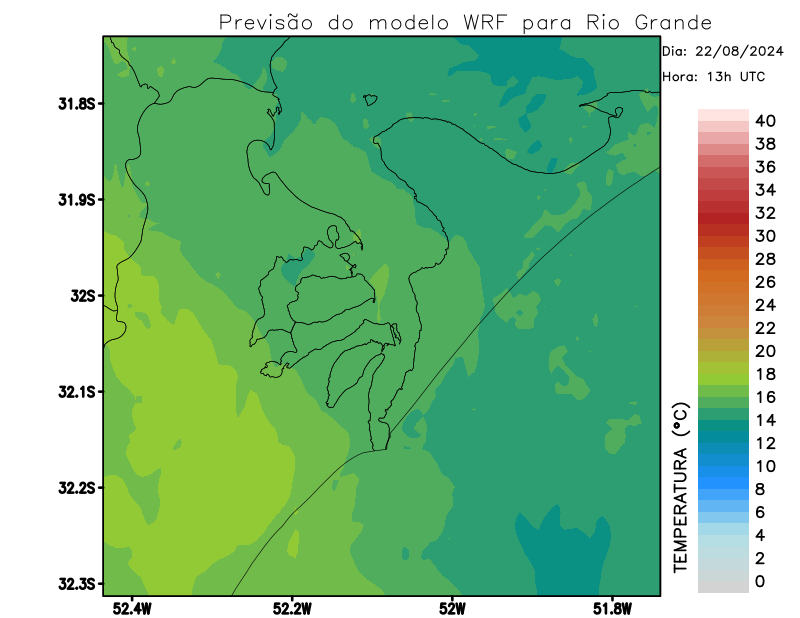 Previsão do modelo WRF para Rio Grande
Dia: 22/08/2024
Hora: 13h UTC
31.8S
31.9S
32S
32.1S
32.2S
32.3S
52.4W
52.2W
52W
51.8W
TEMPERATURA (°C)
40
38
36
34
32
30
28
26
24
22
20
18
16
14
12
10
8
6
4
2
0